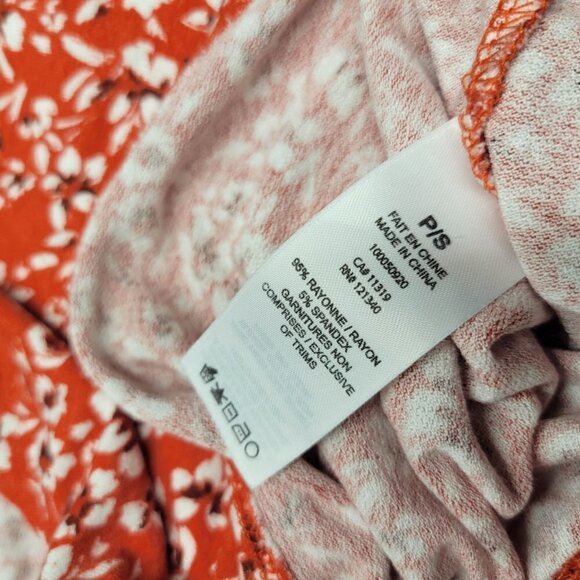 P/S
FAIT EN CHINE
MADE IN CHINA
100050920
CA# 11319
RN# 121340
95% RAYONNE / RAYON
5% SPANDEX
GARNITURES NON
COMPRISES / EXCLUSIVE
OF TRIMS